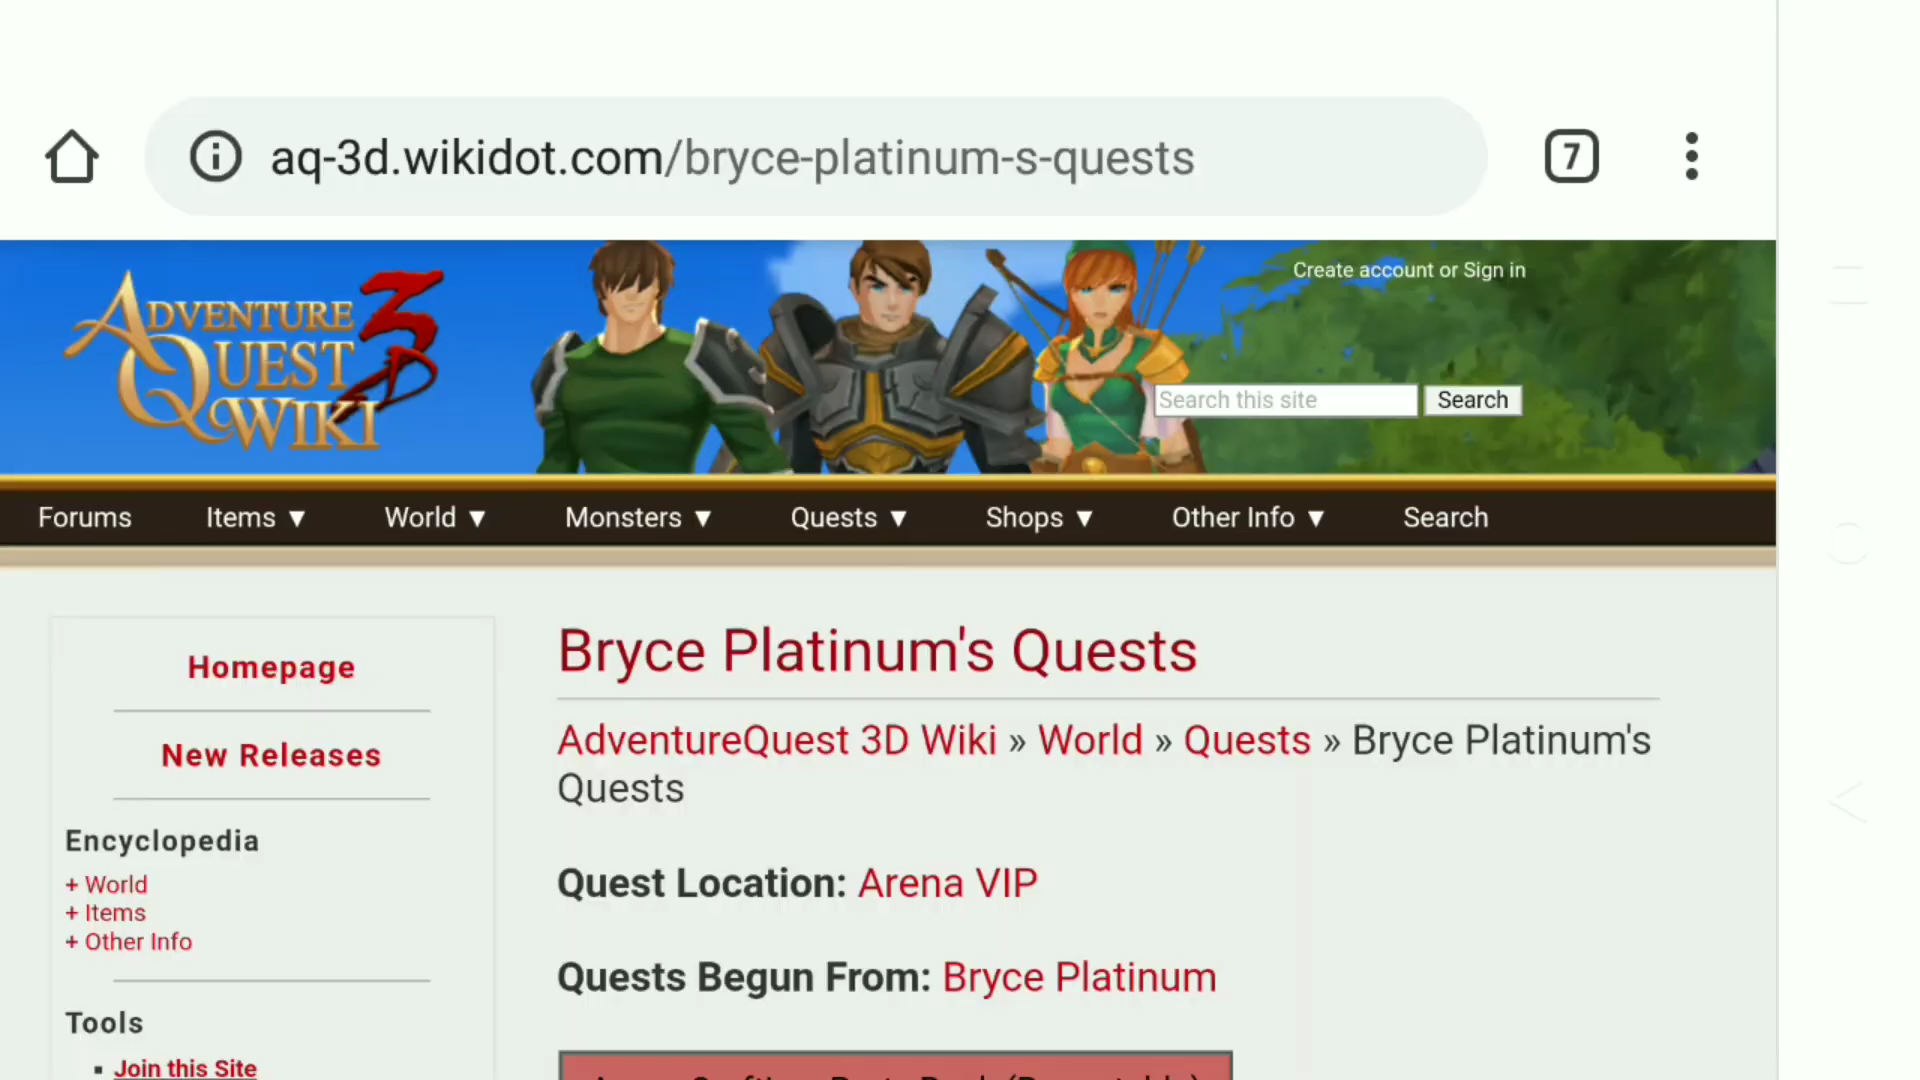 aq-3d.wikidot.com/bryce-platinum-s-quests
7
Create account or Sign in
ADVENTURE
QUEST
3D
WIKI
Search this site
Search
Forums
Items ▼
World ▼
Monsters ▼
Quests ▼
Shops ▼
Other Info ▼
Search
Homepage
New Releases
Encyclopedia
+ World
+ Items
+ Other Info
Tools
▪ Join this Site
Bryce Platinum's Quests
AdventureQuest 3D Wiki » World » Quests » Bryce Platinum's
Quests
Quest Location: Arena VIP
Quests Begun From: Bryce Platinum